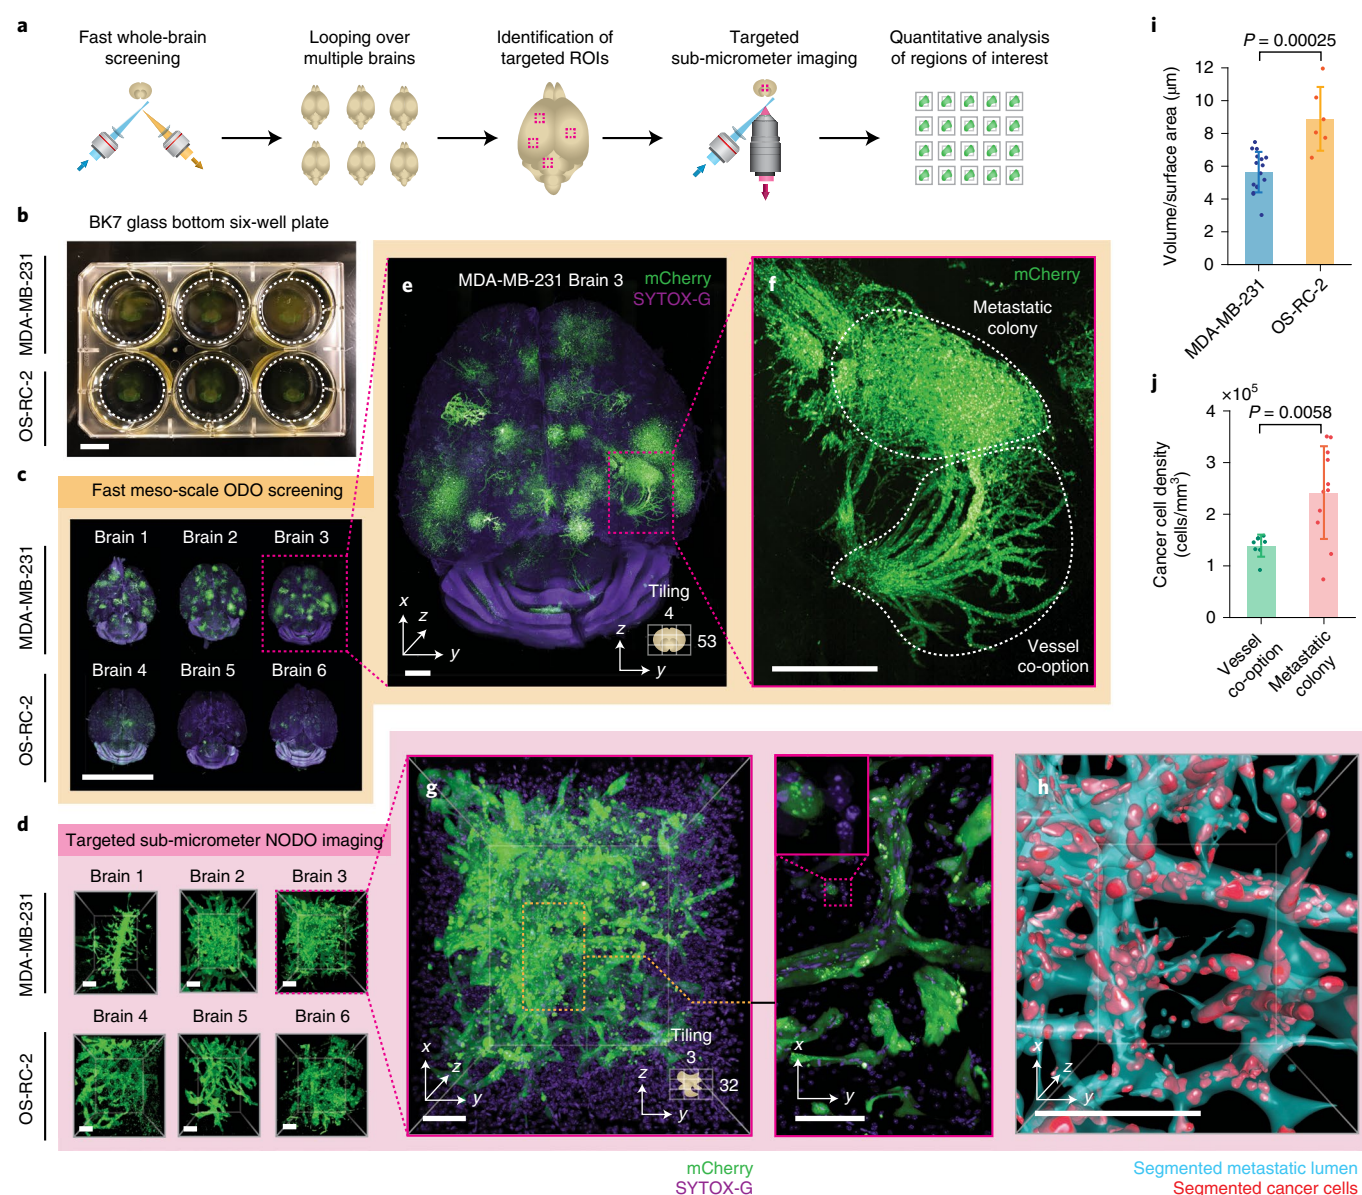 a
Fast whole-brain
screening
Looping over
multiple brains
Identification of
targeted ROIs
Targeted
sub-micrometer imaging
Quantitative analysis
of regions of interest
b
BK7 glass bottom six-well plate
MDA-MB-231
OS-RC-2
c
Fast meso-scale ODO screening
MDA-MB-231
OS-RC-2
Brain 1
Brain 2
Brain 3
Brain 4
Brain 5
Brain 6
d
Targeted sub-micrometer NODO imaging
MDA-MB-231
OS-RC-2
Brain 1
Brain 2
Brain 3
Brain 4
Brain 5
Brain 6
e
MDA-MB-231 Brain 3
mCherry
SYTOX-G
x
z
y
Tiling
4
53
z
y
f
mCherry
Metastatic
colony
Vessel
co-option
g
x
z
y
Tiling
3
32
z
y
x
y
mCherry
SYTOX-G
h
x
z
y
Segmented metastatic lumen
Segmented cancer cells
i
P = 0.00025
Volume/surface area (μm)
12
10
8
6
4
2
0
MDA-MB-231
OS-RC-2
j
×10⁵
P = 0.0058
Cancer cell density
(cells/mm³)
4
3
2
1
0
Vessel
co-option
Metastatic
colony